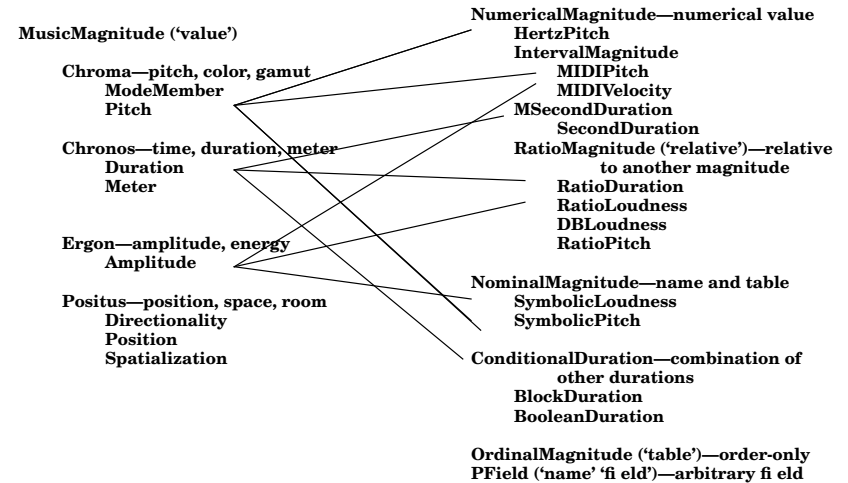 MusicMagnitude (‘value’)
Chroma—pitch, color, gamut
ModeMember
Pitch
Chronos—time, duration, meter
Duration
Meter
Ergon—amplitude, energy
Amplitude
Positus—position, space, room
Directionality
Position
Spatialization
NumericalMagnitude—numerical value
HertzPitch
IntervalMagnitude
MIDIPitch
MIDIVelocity
MSecondDuration
SecondDuration
RatioMagnitude (‘relative’)—relative
to another magnitude
RatioDuration
RatioLoudness
DBLoudness
RatioPitch
NominalMagnitude—name and table
SymbolicLoudness
SymbolicPitch
ConditionalDuration—combination of
other durations
BlockDuration
BooleanDuration
OrdinalMagnitude (‘table’)—order-only
PField (‘name’ ‘fi eld’)—arbitrary fi eld